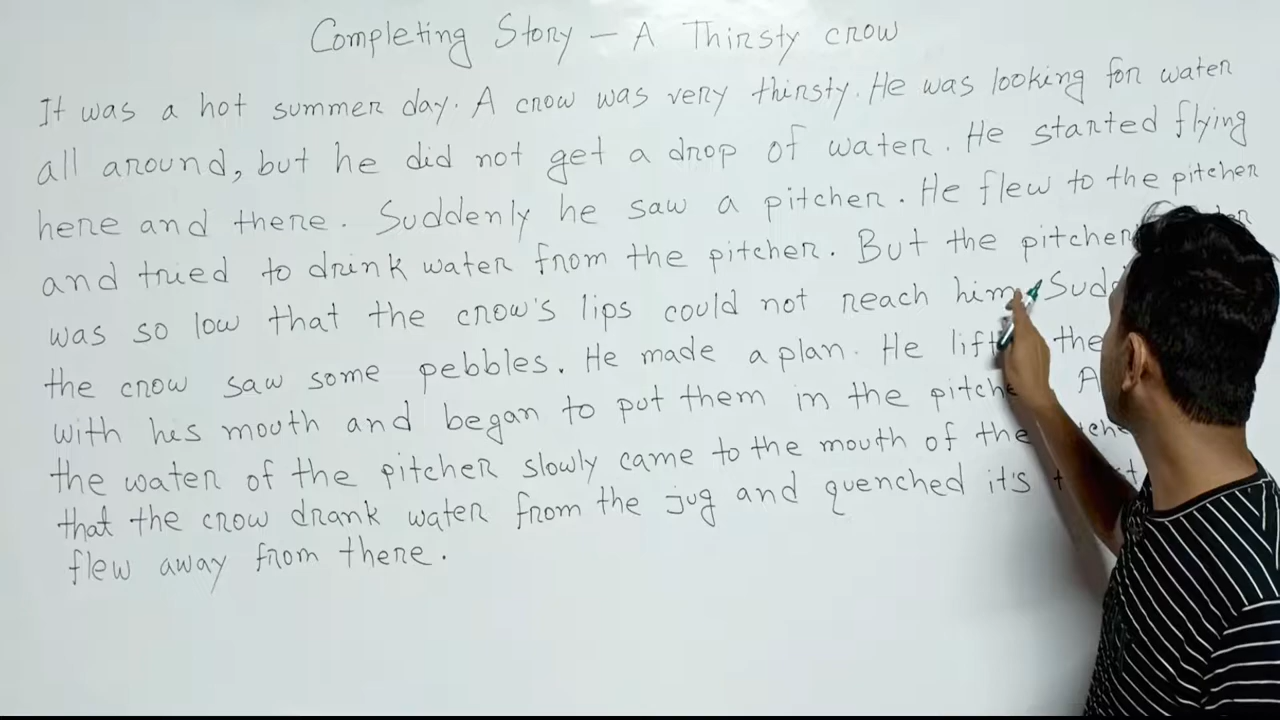 Completing Story - A Thirsty crow
It was a hot summer day. A crow was very thirsty. He was looking for water
all around, but he did not get a drop of water. He started flying
here and there. Suddenly he saw a pitcher. He flew to the pitcher
and tried to drink water from the pitcher. But the pitcher
was so low that the crow's lips could not reach him.
the crow saw some pebbles. He made a plan. He the
with his mouth and began to put them in the
the water of the pitcher slowly came to the mouth of the
that the crow drank water from the jug and quenched it's
flew away from there.